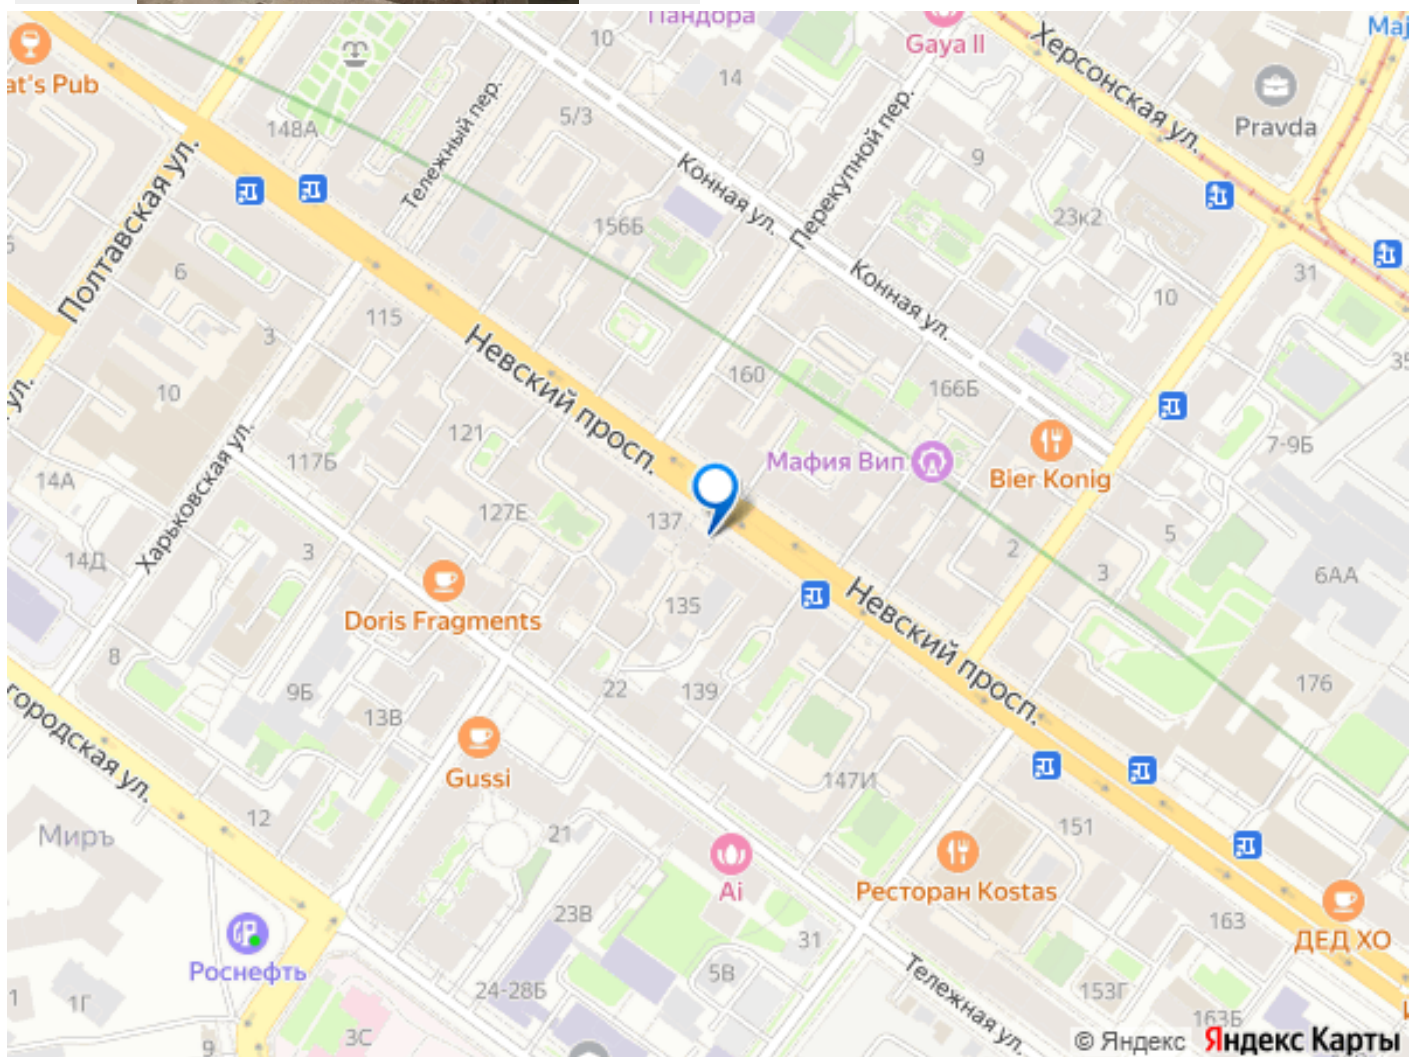 Пандора
10
Gaya II
Херсонская ул.
Maj
at's Pub
14
Pravda
5/3
148А
Тележный пер.
Перекупной пер.
9
Конная ул.
Полтавская ул.
156Б
23к2
6
Конная ул.
31
10
115
3
Невский просп.
160
166Б
35
10
ул.
121
Мафия Вип
7-9Б
117Б
Bier Konig
14А
Харьковская ул.
127Е
137
5
3
2
14Д
3
6АА
Doris Fragments
135
Невский просп.
8
22
139
176
9Б
13В
городская ул.
Gussi
147И
12
21
151
Миръ
Ai
Ресторан Kostas
23В
163
31
ДЕД ХО
Роснефть
5В
1
1Г
24-28Б
Тележная ул.
153Г
163Б
3С
9
© Яндекс Яндекс Карты